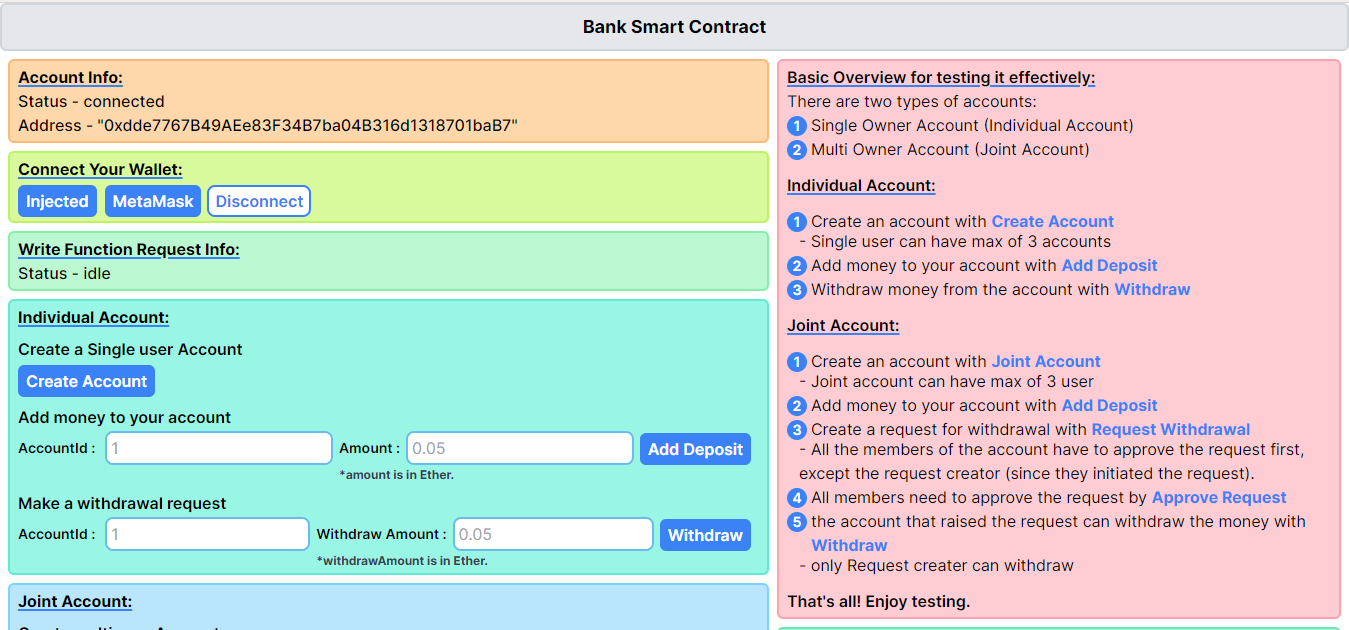 Bank Smart Contract
Account Info:
Status - connected
Address - "0xdde7767B49AEe83F34B7ba04B316d1318701baB7"
Connect Your Wallet:
Injected
MetaMask
Disconnect
Write Function Request Info:
Status - idle
Individual Account:
Create a Single user Account
Create Account
Add money to your account
AccountId : 1 Amount : 0.05 Add Deposit
*amount is in Ether.
Make a withdrawal request
AccountId : 1 Withdraw Amount : 0.05 Withdraw
*withdrawAmount is in Ether.
Joint Account:
Basic Overview for testing it effectively:
There are two types of accounts:
1 Single Owner Account (Individual Account)
2 Multi Owner Account (Joint Account)
Individual Account:
1 Create an account with Create Account
- Single user can have max of 3 accounts
2 Add money to your account with Add Deposit
3 Withdraw money from the account with Withdraw
Joint Account:
1 Create an account with Joint Account
- Joint account can have max of 3 user
2 Add money to your account with Add Deposit
3 Create a request for withdrawal with Request Withdrawal
- All the members of the account have to approve the request first,
except the request creator (since they initiated the request).
4 All members need to approve the request by Approve Request
5 the account that raised the request can withdraw the money with
Withdraw
- only Request creater can withdraw
That's all! Enjoy testing.